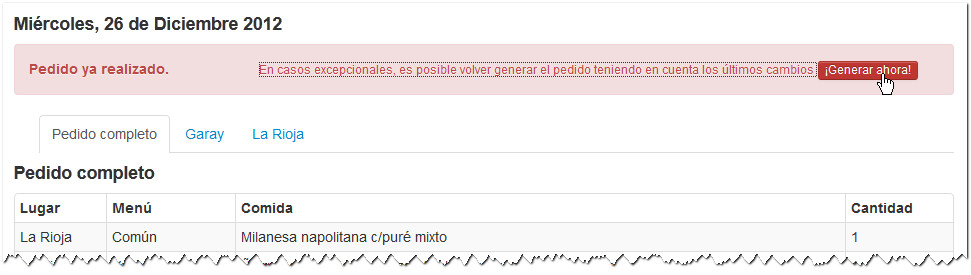 Miércoles, 26 de Diciembre 2012
Pedido ya realizado. En casos excepcionales, es posible volver generar el pedido teniendo en cuenta los últimos cambios ¡Generar ahora!
Pedido completo Garay La Rioja
Pedido completo
Lugar Menú Comida Cantidad
La Rioja Común Milanesa napolitana c/puré mixto 1